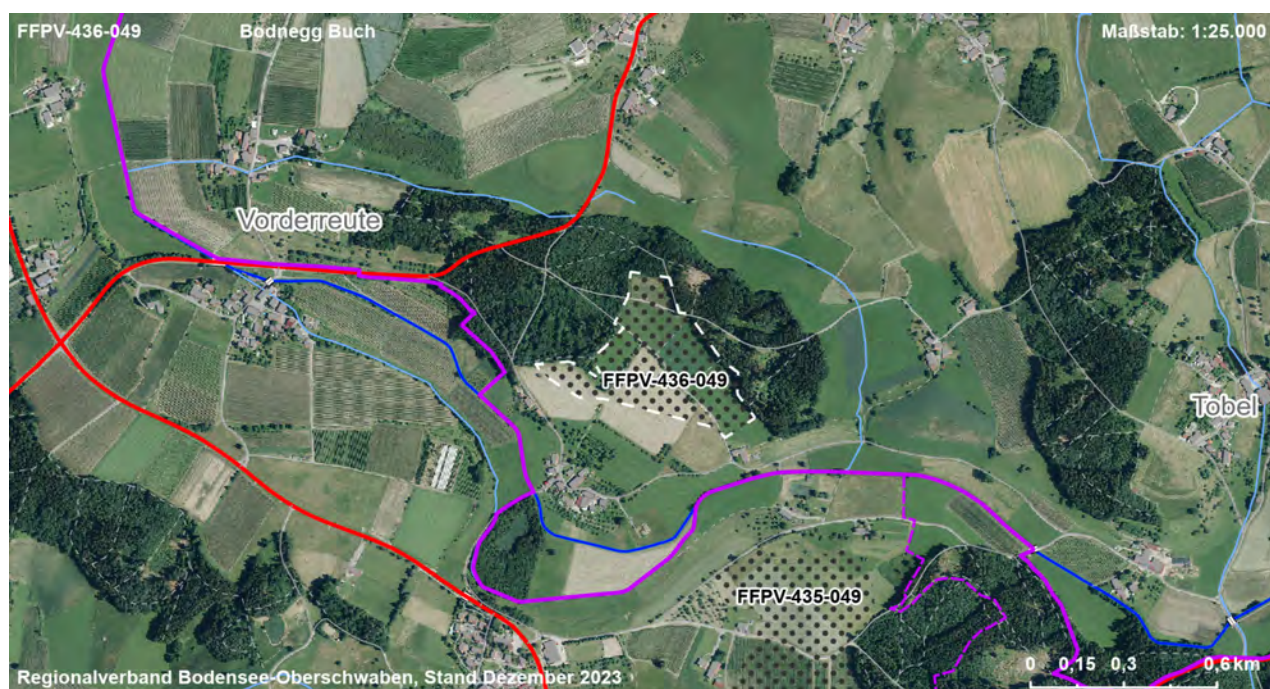 FFPV-436-049
Bodnegg Buch
Maßstab: 1:25.000
Vorderreute
FFPV-436-049
Tobel
FFPV-435-049
0 0,15 0,3 0,6 km
Regionalverband Bodensee-Oberschwaben, Stand Dezember 2023